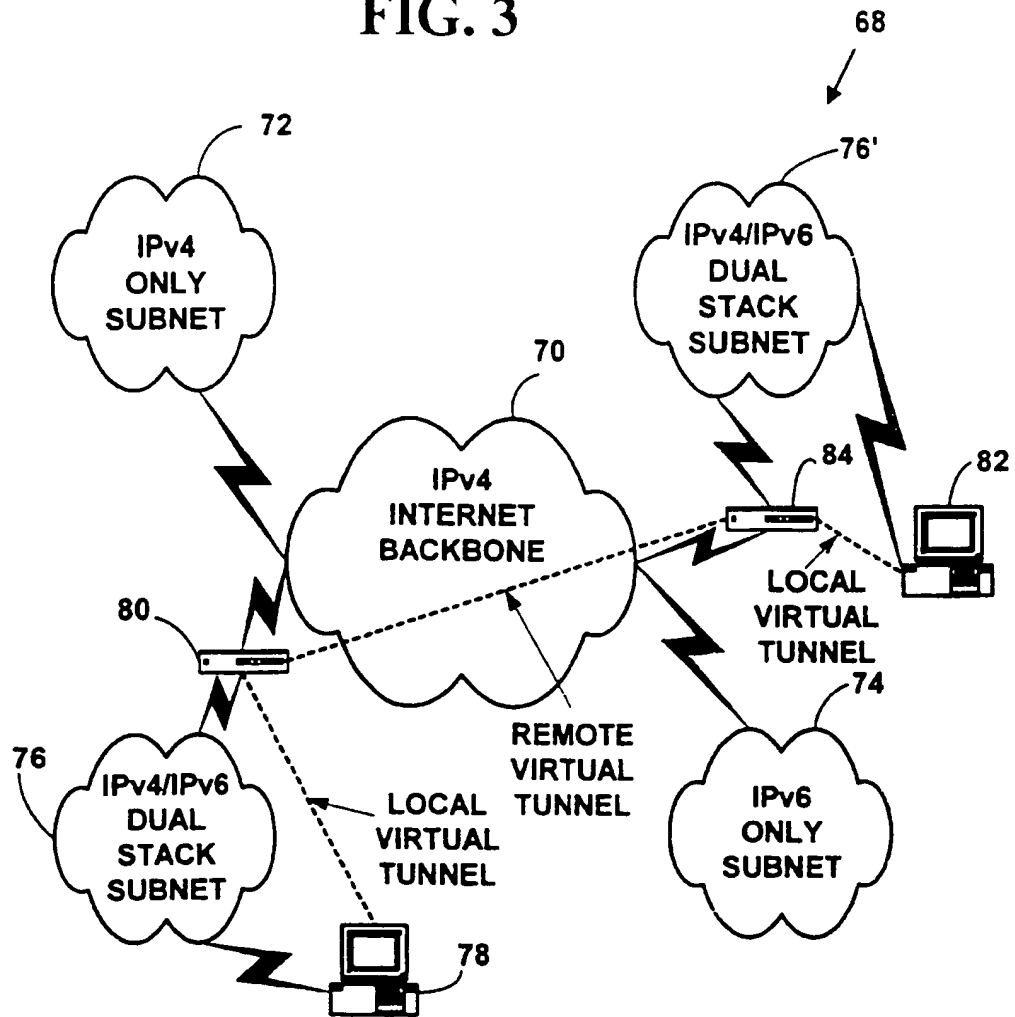 FIG. 3
68
72
76'
IPv4
ONLY
SUBNET
IPv4/IPv6
DUAL
STACK
SUBNET
70
IPv4
INTERNET
BACKBONE
84
82
LOCAL
VIRTUAL
TUNNEL
80
74
REMOTE
VIRTUAL
TUNNEL
76
IPv4/IPv6
DUAL
STACK
SUBNET
LOCAL
VIRTUAL
TUNNEL
IPv6
ONLY
SUBNET
78